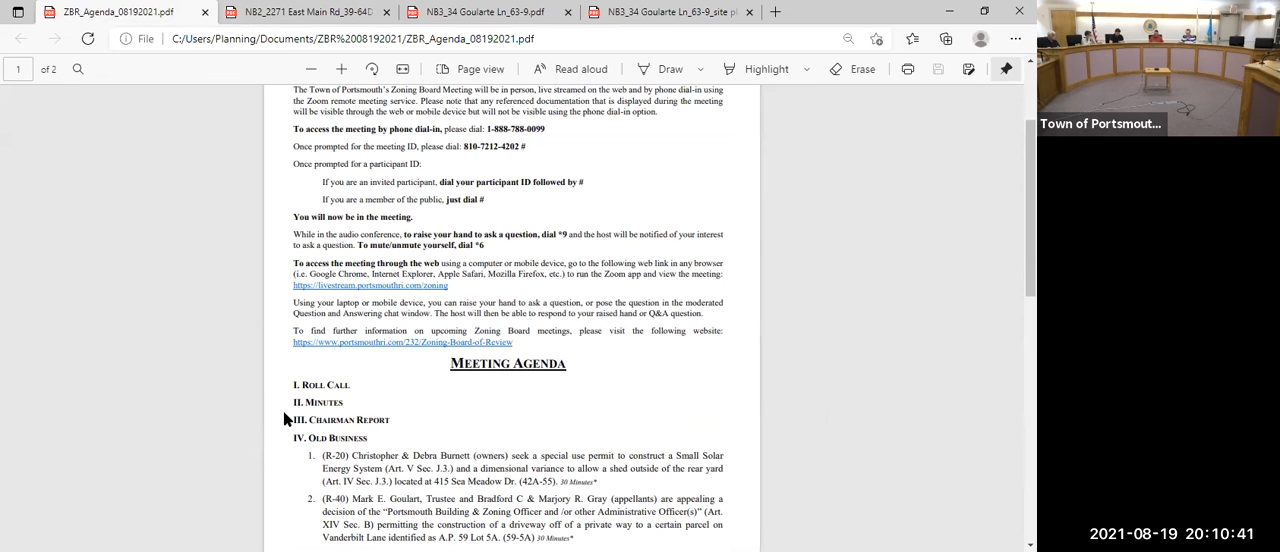 ZBR_Agenda_08192021.pdf
NB2_2271 East Main Rd_39-64D
NB3_34 Goularte Ln_63-9.pdf
NB3_34 Goularte Ln_63-9_site pl
File C:/Users/Planning/Documents/ZBR%2008192021/ZBR_Agenda_08192021.pdf
1 of 2
Page view
Read aloud
Draw
Highlight
Erase
The Town of Portsmouth's Zoning Board Meeting will be in person, live streamed on the web and by phone dial-in using
the Zoom remote meeting service. Please note that any referenced documentation that is displayed during the meeting
will be visible through the web or mobile device but will not be visible using the phone dial-in option.
To access the meeting by phone dial-in, please dial: 1-888-788-0099
Once prompted for the meeting ID, please dial: 810-7212-4202 #
Once prompted for a participant ID:
If you are an invited participant, dial your participant ID followed by #
If you are a member of the public, just dial #
You will now be in the meeting.
While in the audio conference, to raise your hand to ask a question, dial *9 and the host will be notified of your interest
to ask a question. To mute/unmute yourself, dial *6
To access the meeting through the web using a computer or mobile device, go to the following web link in any browser
(i.e. Google Chrome, Internet Explorer, Apple Safari, Mozilla Firefox, etc.) to run the Zoom app and view the meeting:
https://livestream.portsmouthri.com/zoning
Using your laptop or mobile device, you can raise your hand to ask a question, or pose the question in the moderated
Question and Answering chat window. The host will then be able to respond to your raised hand or Q&A question.
To find further information on upcoming Zoning Board meetings, please visit the following website:
https://www.portsmouthri.com/232/Zoning-Board-of-Review
MEETING AGENDA
I. ROLL CALL
II. MINUTES
III. CHAIRMAN REPORT
IV. OLD BUSINESS
1. (R-20) Christopher & Debra Burnett (owners) seek a special use permit to construct a Small Solar
Energy System (Art. V Sec. J.3.) and a dimensional variance to allow a shed outside of the rear yard
(Art. IV Sec. J.3.) located at 415 Sea Meadow Dr. (42A-55). 30 Minutes*
2. (R-40) Mark E. Goulart, Trustee and Bradford C & Marjory R. Gray (appellants) are appealing a
decision of the "Portsmouth Building & Zoning Officer and /or other Administrative Officer(s)" (Art.
XIV Sec. B) permitting the construction of a driveway off of a private way to a certain parcel on
Vanderbilt Lane identified as A.P. 59 Lot 5A. (59-5A) 30 Minutes*
Town of Portsmout...
2021-08-19 20:10:41